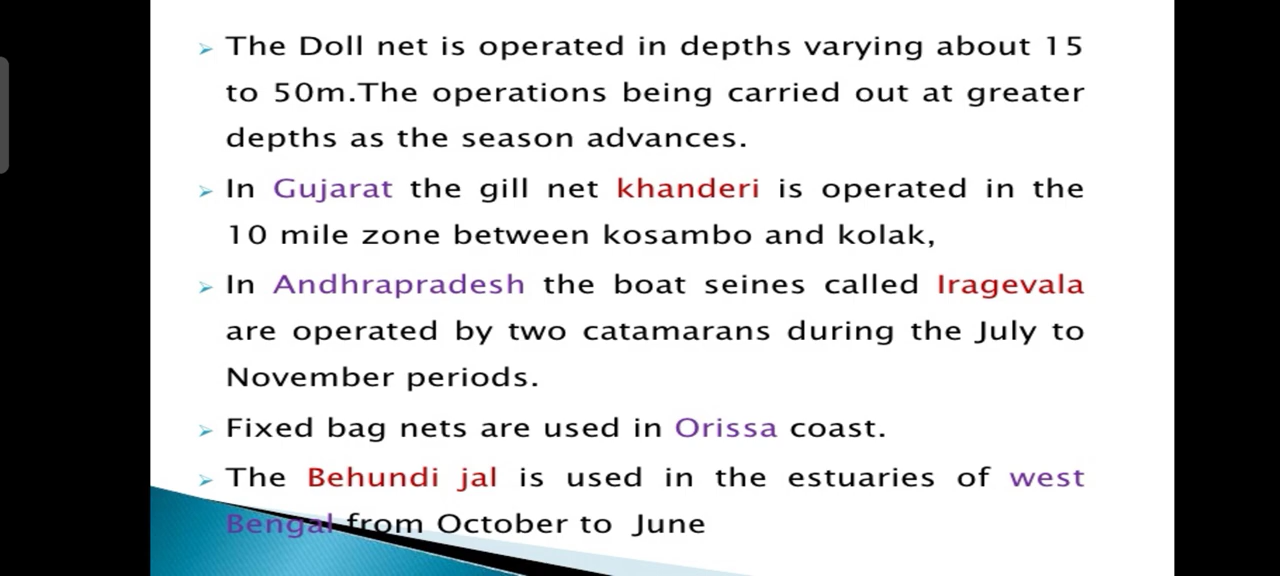 The Doll net is operated in depths varying about 15
to 50m.The operations being carried out at greater
depths as the season advances.
In Gujarat the gill net khanderi is operated in the
10 mile zone between kosambo and kolak,
In Andhrapradesh the boat seines called Iragevala
are operated by two catamarans during the July to
November periods.
Fixed bag nets are used in Orissa coast.
The Behundi jal is used in the estuaries of west
Bengal from October to June